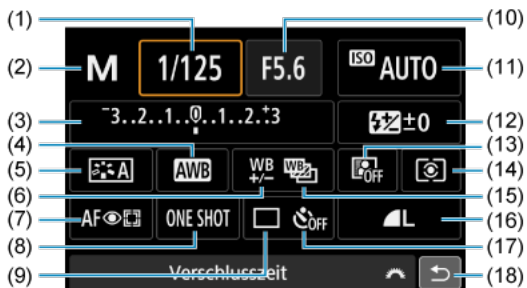 (1) (10)
(2) M 1/125 F5.6 ISO AUTO (11)
(3) -3..2..1..0..1..2.+3 ±0 (12)
(4) (13)
(5) A AWB WB +/- WB OFF (14)
(6) (15)
(7) AF ONE SHOT OFF L (16)
(8) (17)
(9) Verschlusszeit (18)